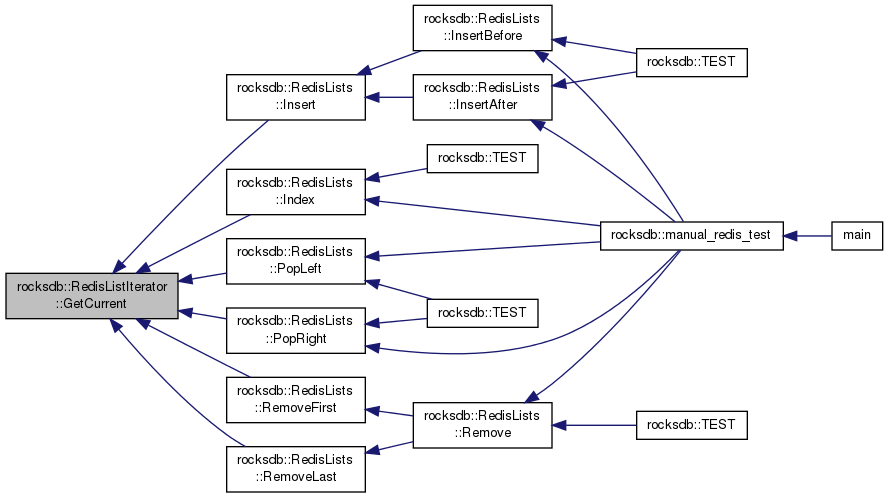 rocksdb::RedisListIterator
::GetCurrent
rocksdb::RedisLists
::Insert
rocksdb::RedisLists
::Index
rocksdb::RedisLists
::PopLeft
rocksdb::RedisLists
::PopRight
rocksdb::RedisLists
::RemoveFirst
rocksdb::RedisLists
::RemoveLast
rocksdb::RedisLists
::InsertBefore
rocksdb::RedisLists
::InsertAfter
rocksdb::TEST
rocksdb::TEST
rocksdb::RedisLists
::Remove
rocksdb::TEST
rocksdb::manual_redis_test
rocksdb::TEST
main